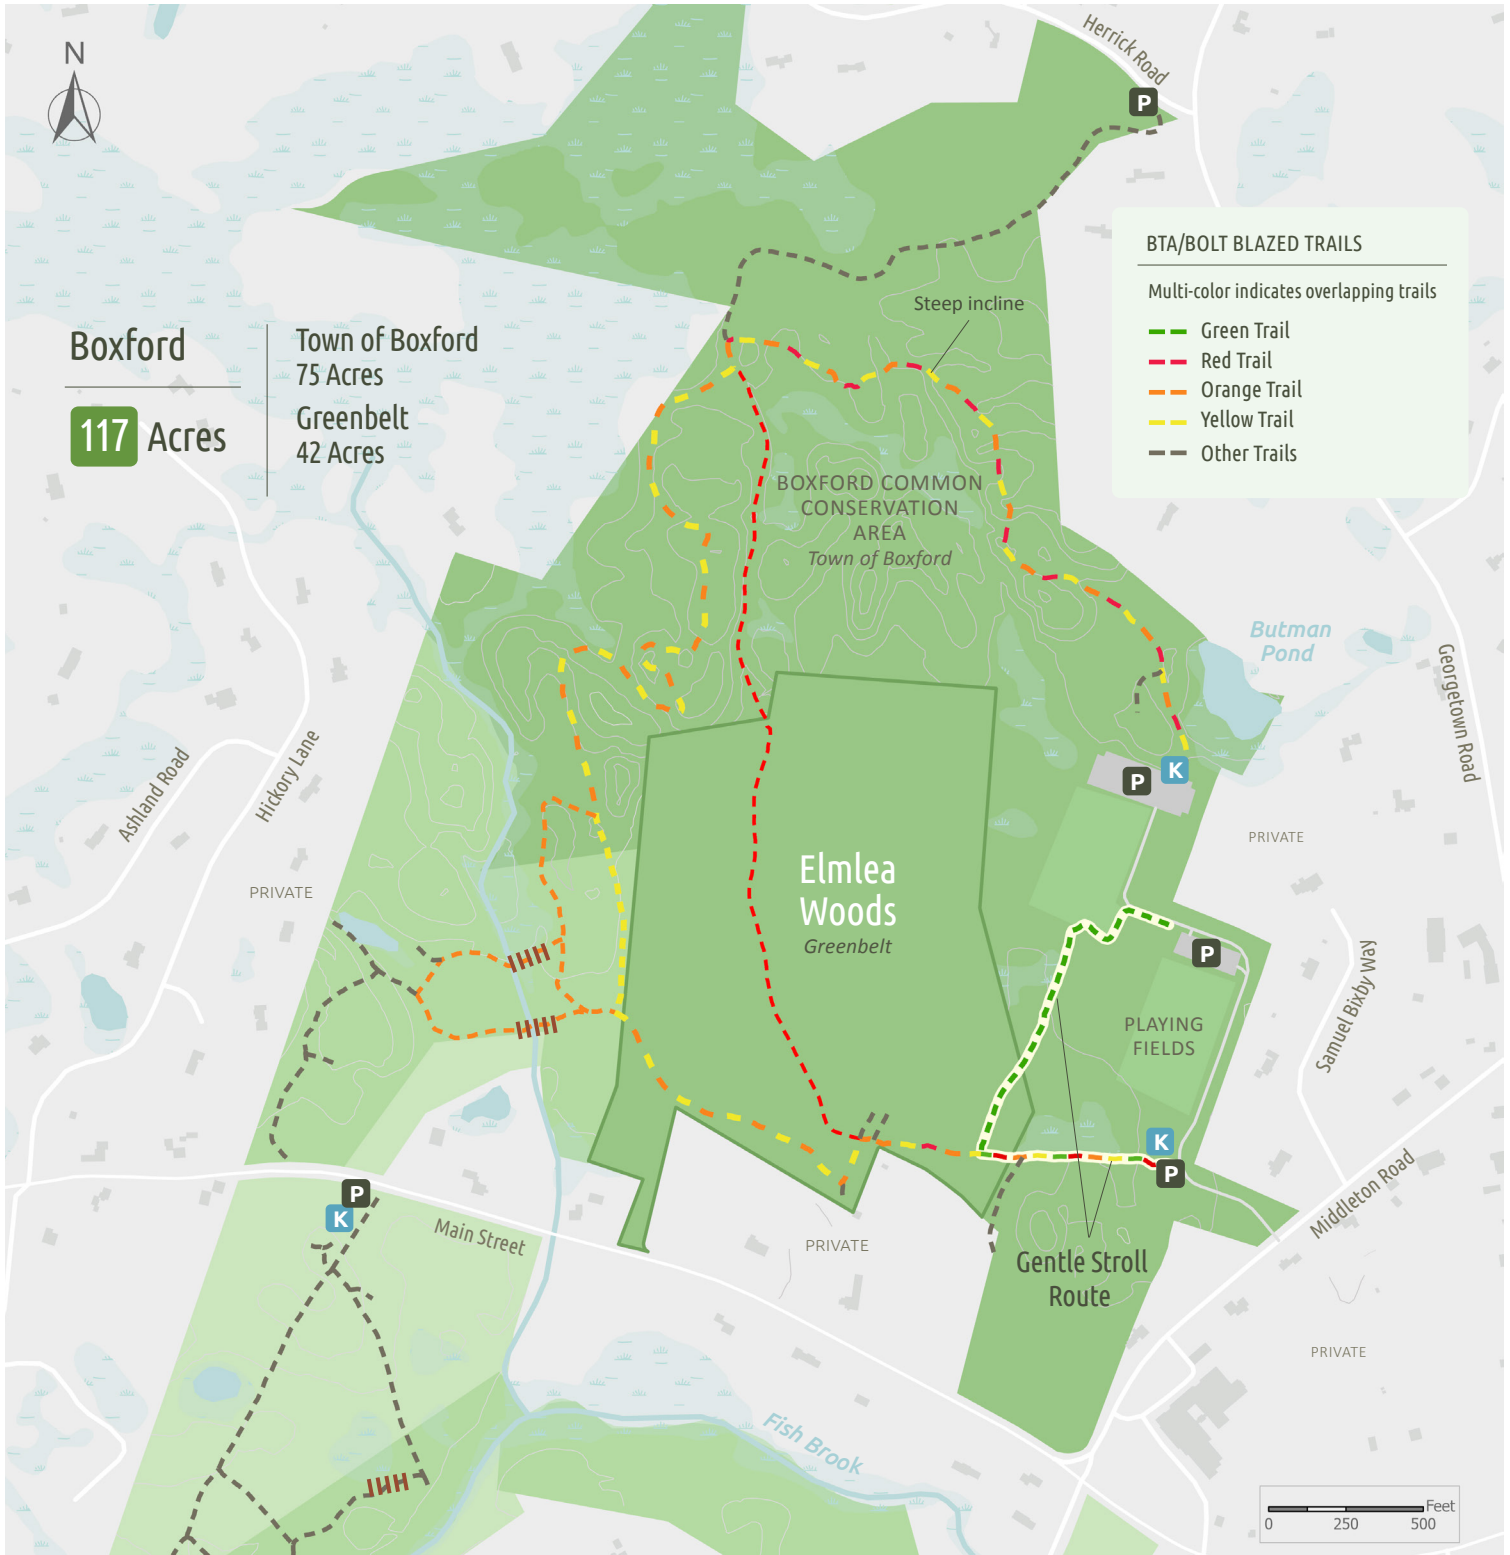 N
Herrick Road
P
BTA/BOLT BLAZED TRAILS
Multi-color indicates overlapping trails
Green Trail
Red Trail
Orange Trail
Yellow Trail
Other Trails
Steep incline
Boxford
117 Acres
Town of Boxford
75 Acres
Greenbelt
42 Acres
BOXFORD COMMON
CONSERVATION
AREA
Town of Boxford
Butman
Pond
Georgetown Road
Ashland Road
Hickory Lane
P
K
PRIVATE
PRIVATE
Elmlea
Woods
Greenbelt
P
PLAYING
FIELDS
Samuel Bixby Way
K
P
Middleton Road
P
K
Main Street
PRIVATE
Gentle Stroll
Route
PRIVATE
Fish Brook
Feet
0 250 500